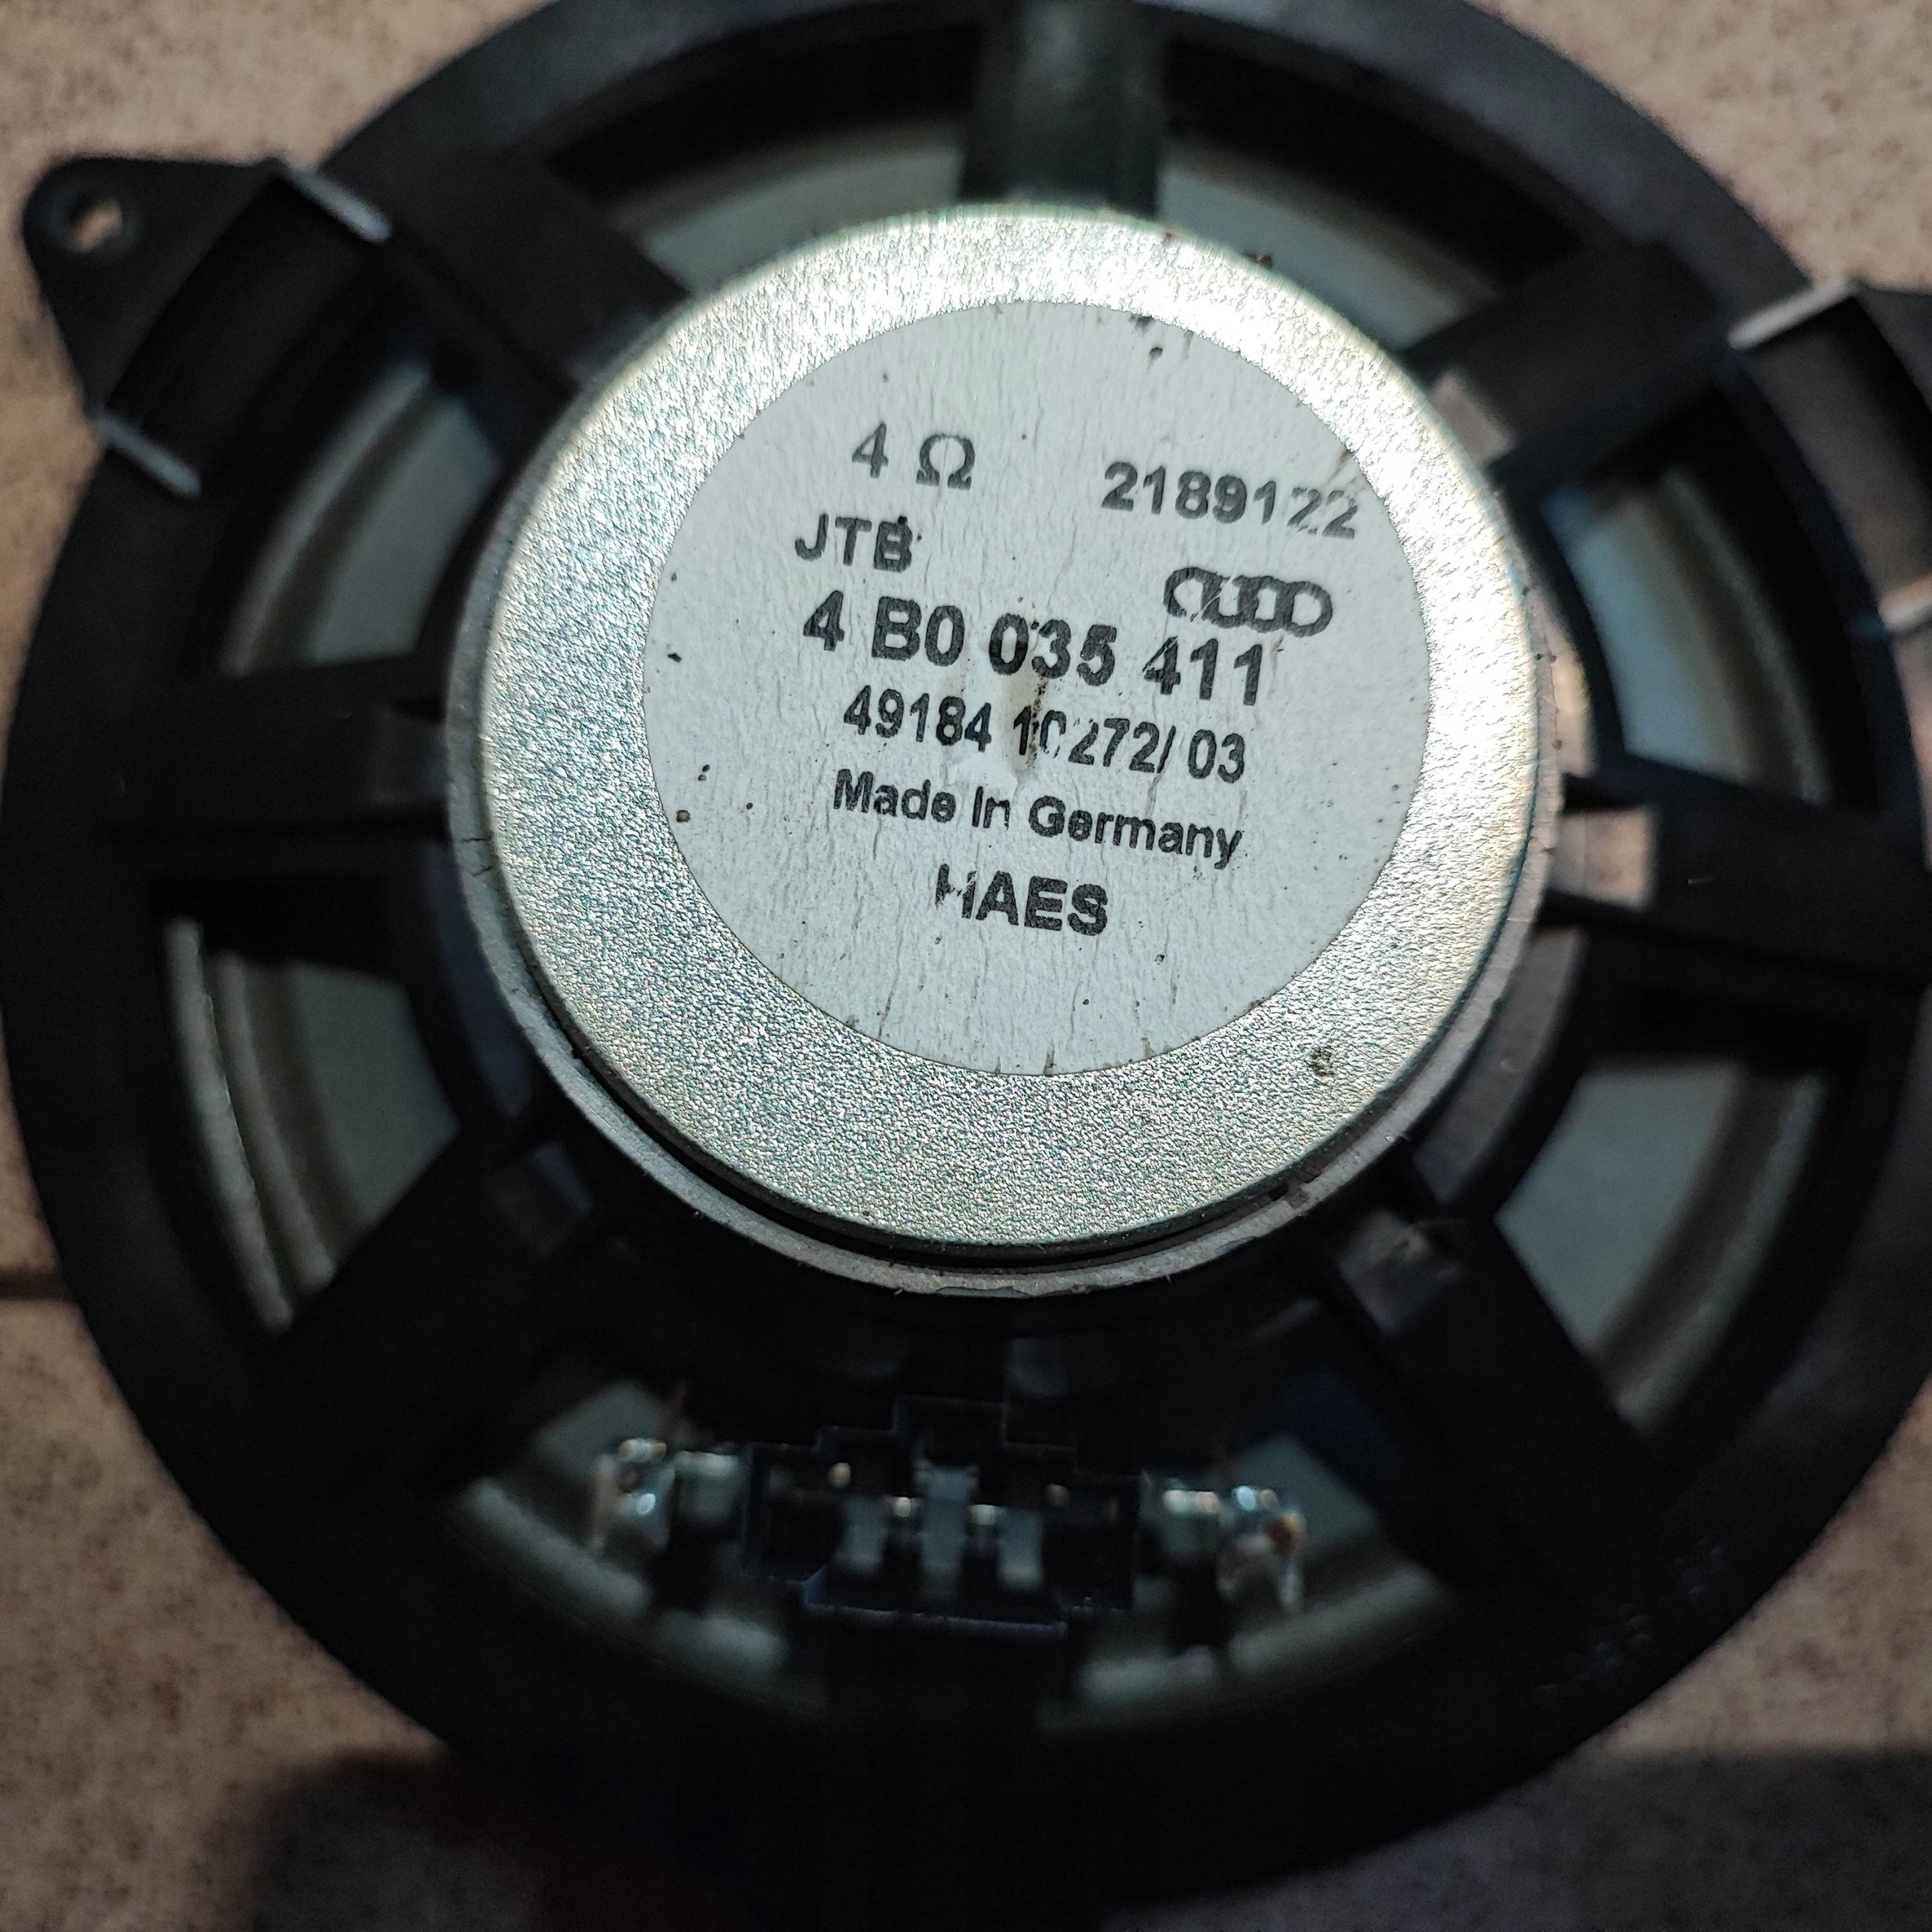 4 Ω 2189122
JTB
4 B0 035 411
49184 10272/ 03
Made In Germany
HAES